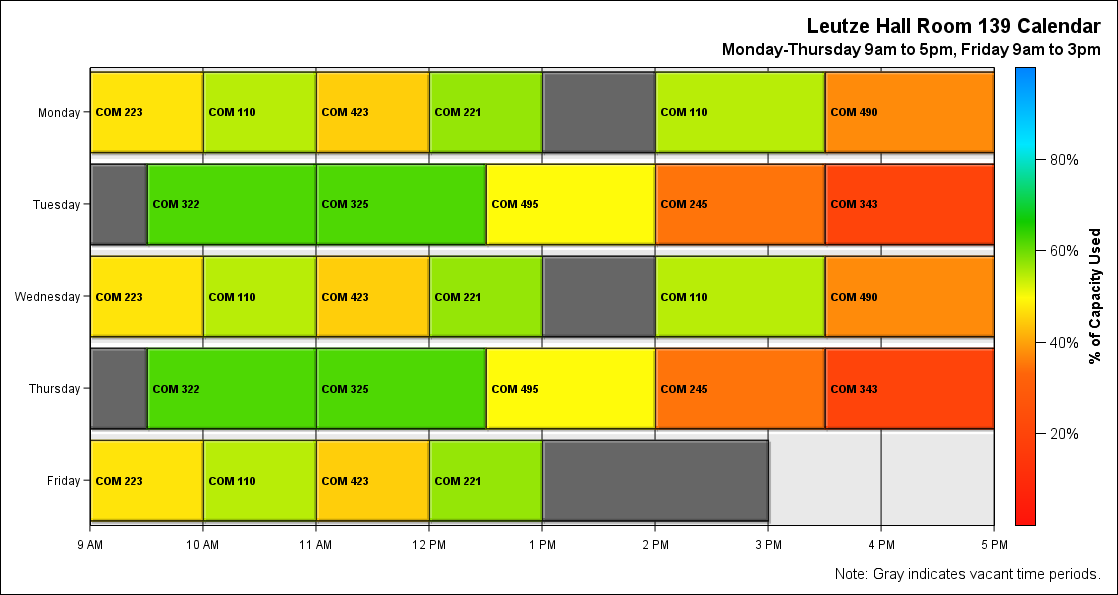 Leutze Hall Room 139 Calendar
Monday-Thursday 9am to 5pm, Friday 9am to 3pm
Monday COM 223 COM 110 COM 423 COM 221 COM 110 COM 490
Tuesday COM 322 COM 325 COM 495 COM 245 COM 343
Wednesday COM 223 COM 110 COM 423 COM 221 COM 110 COM 490
Thursday COM 322 COM 325 COM 495 COM 245 COM 343
Friday COM 223 COM 110 COM 423 COM 221
9 AM 10 AM 11 AM 12 PM 1 PM 2 PM 3 PM 4 PM 5 PM
80%
60%
40%
20%
% of Capacity Used
Note: Gray indicates vacant time periods.